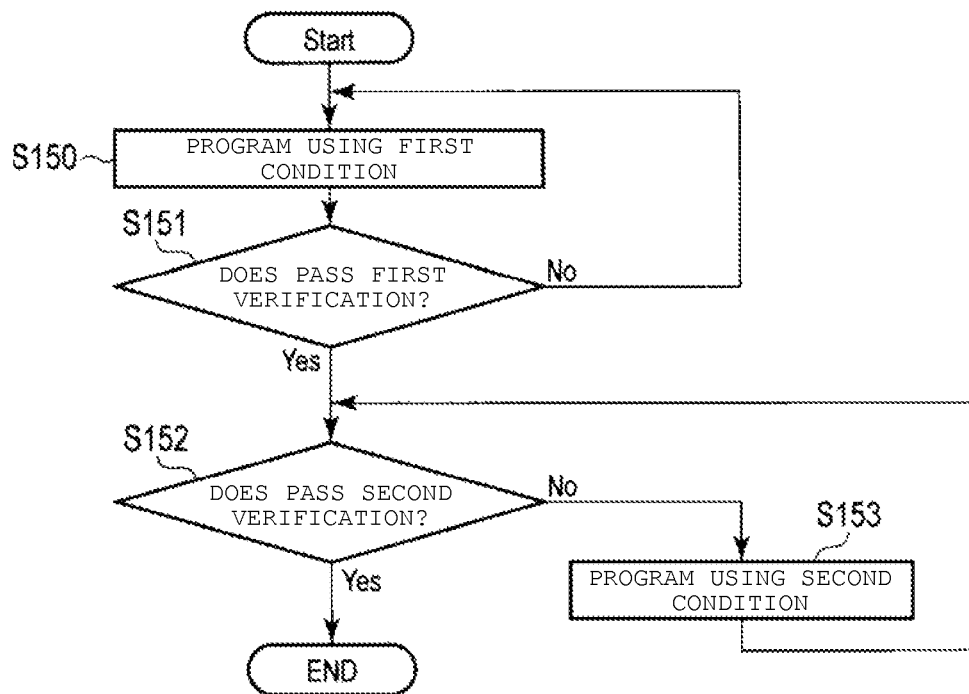 Start
S150
PROGRAM USING FIRST
CONDITION
S151
DOES PASS FIRST
VERIFICATION?
No
Yes
S152
DOES PASS SECOND
VERIFICATION?
No
Yes
S153
PROGRAM USING SECOND
CONDITION
END